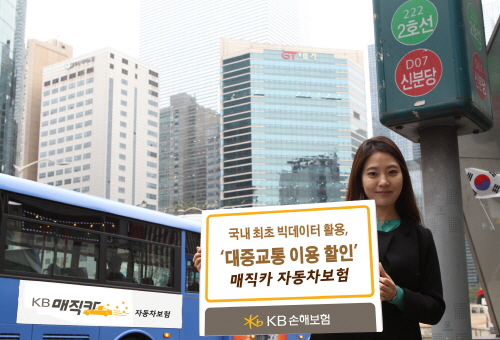 222
2호선
D07
신분당
GT
국내 최초 빅데이터 활용,
'대중교통 이용 할인'
매직카 자동차보험
KB 손해보험
KB 매직카 자동차보험